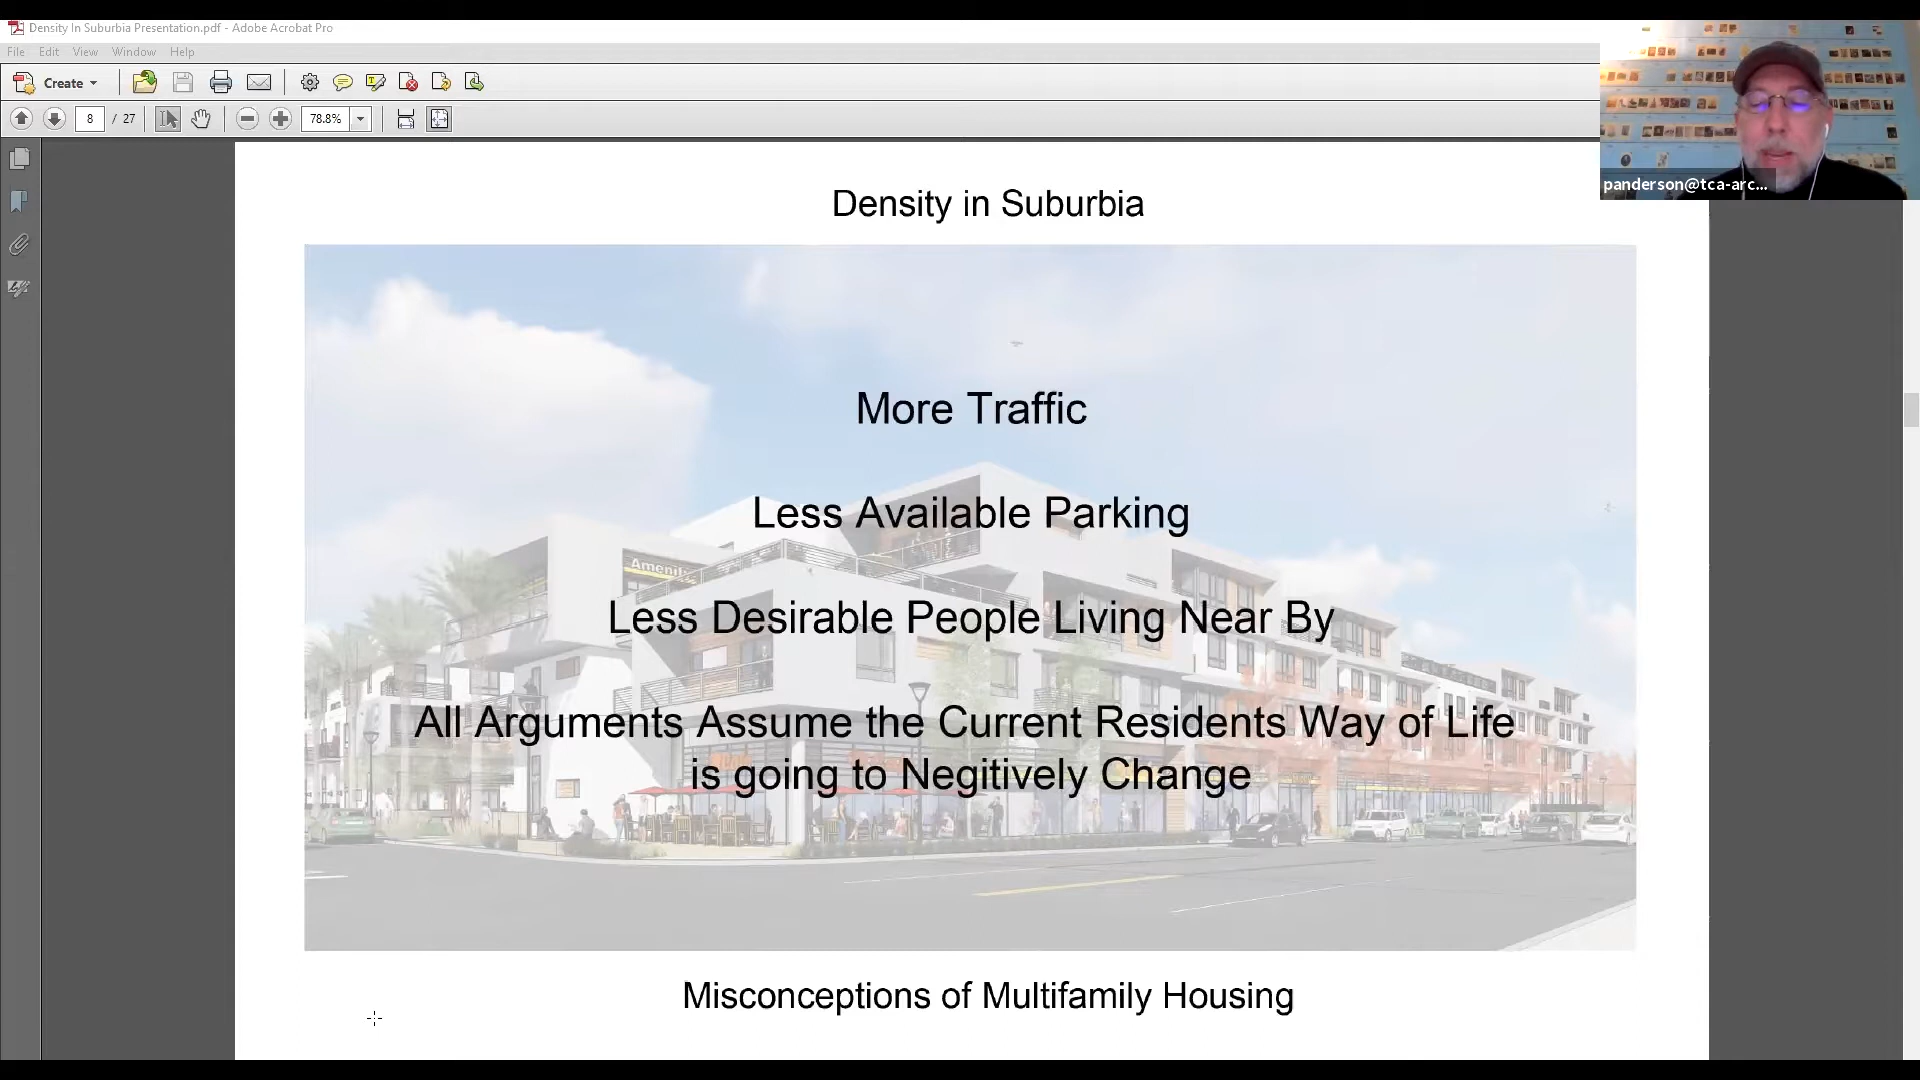 Density In Suburbia Presentation.pdf - Adobe Acrobat Pro
File Edit View Window Help
Create
8 / 27 78.8%
panderson@tca-arc...
Density in Suburbia
More Traffic
Less Available Parking
Amenit
Less Desirable People Living Near By
All Arguments Assume the Current Residents Way of Life
is going to Negitively Change
Misconceptions of Multifamily Housing